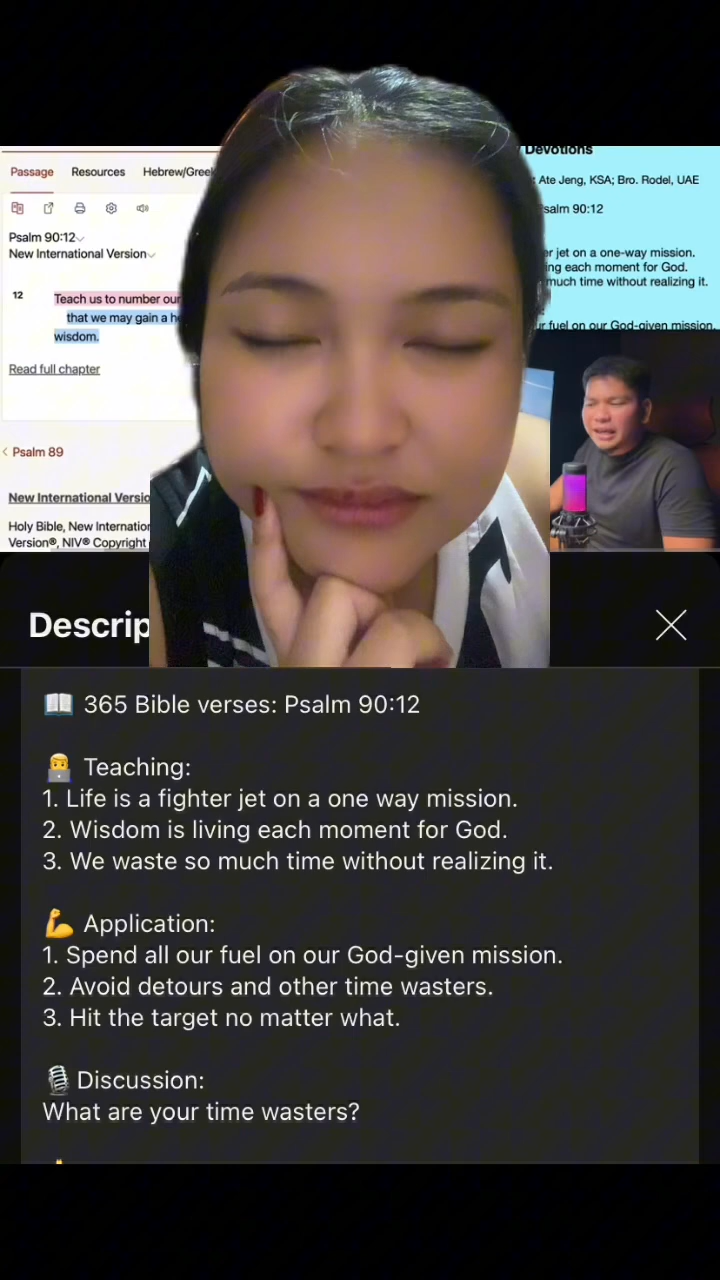 Passage Resources Hebrew/Greek
Psalm 90:12
New International Version
12 Teach us to number our
that we may gain a
wisdom.
Read full chapter
Psalm 89
New International
Holy Bible, New
Version®, NIV® Copyright
Devotions
Ate Jeng, KSA; Bro. Rodel, UAE
90:12
jet on a one-way mission.
each moment for God.
much time without realizing it.
fuel on our God-given mission.
📖 365 Bible verses: Psalm 90:12
👨‍💻 Teaching:
1. Life is a fighter jet on a one way mission.
2. Wisdom is living each moment for God.
3. We waste so much time without realizing it.
💪 Application:
1. Spend all our fuel on our God-given mission.
2. Avoid detours and other time wasters.
3. Hit the target no matter what.
🎙️ Discussion:
What are your time wasters?